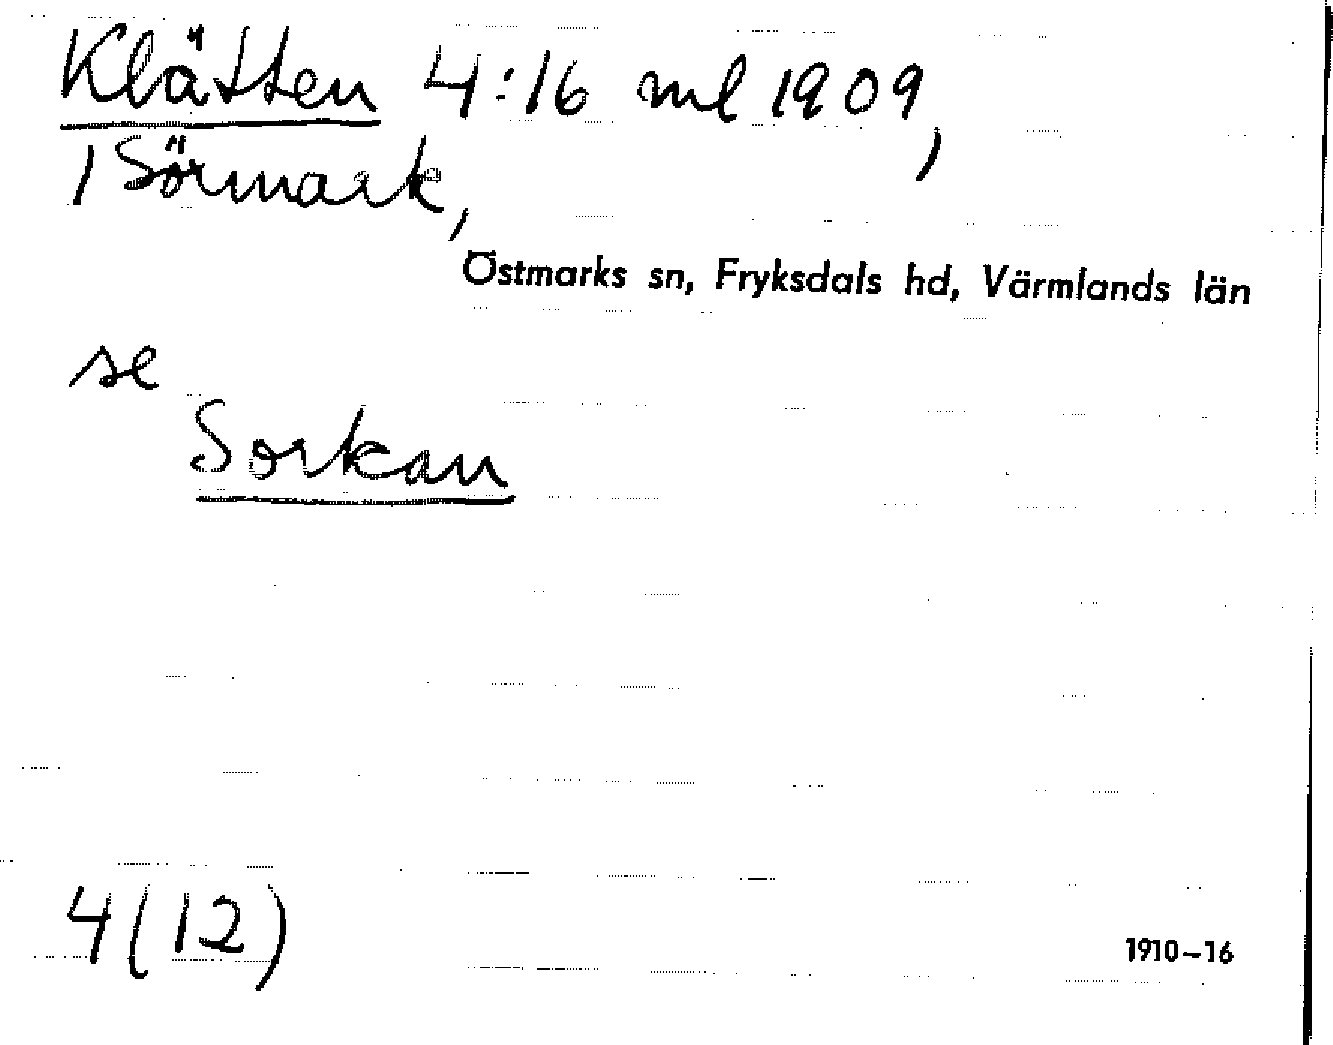 Klätten 4:16 ml 1909,
1 Sörmark,
Östmarks sn, Fryksdals hd, Värmlands län
se
Sorkan
4(12)
1910–16